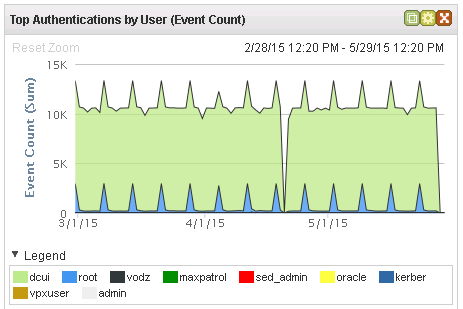 Top Authentications by User (Event Count)
Reset Zoom 2/28/15 12:20 PM - 5/29/15 12:20 PM
Event Count (Sum)
15K
10K
5K
0
3/1/15 4/1/15 5/1/15
▼ Legend
dcui root vodz maxpatrol sed_admin oracle kerber
vpxuser admin